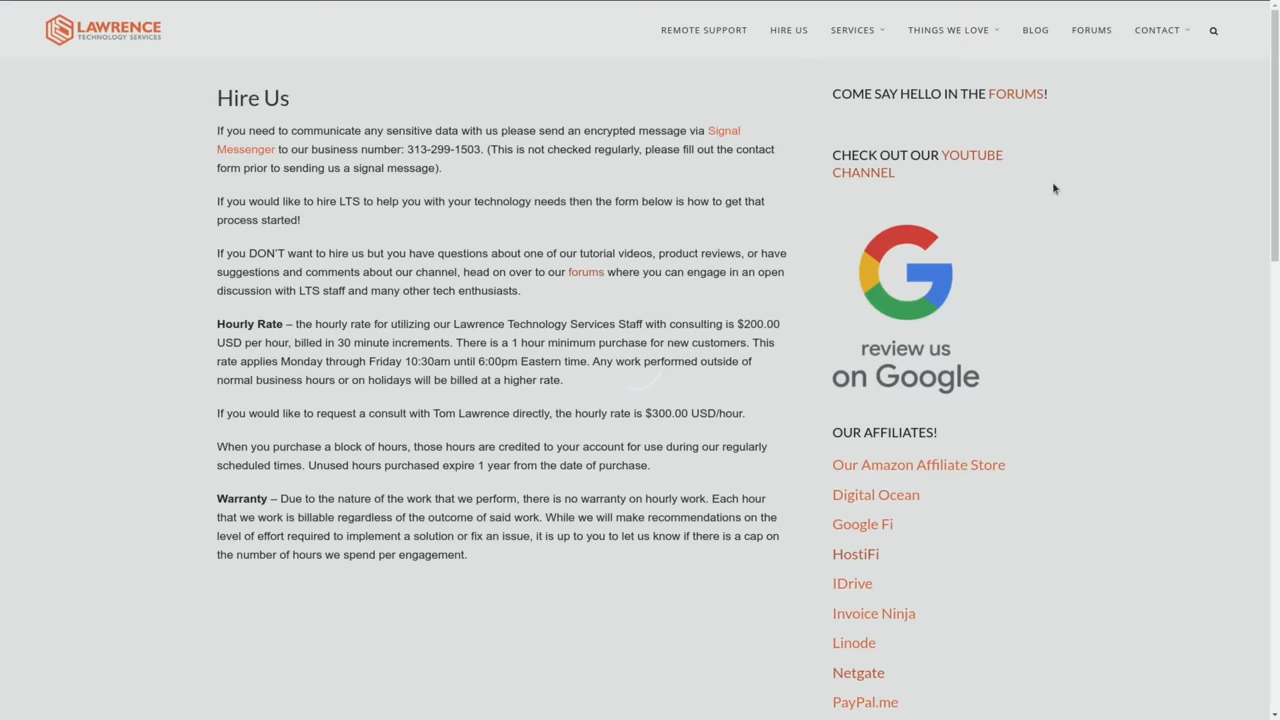 LAWRENCE
TECHNOLOGY SERVICES
REMOTE SUPPORT
HIRE US
SERVICES
THINGS WE LOVE
BLOG
FORUMS
CONTACT
Hire Us
If you need to communicate any sensitive data with us please send an encrypted message via Signal
Messenger to our business number: 313-299-1503. (This is not checked regularly, please fill out the contact
form prior to sending us a signal message).
If you would like to hire LTS to help you with your technology needs then the form below is how to get that
process started!
If you DON'T want to hire us but you have questions about one of our tutorial videos, product reviews, or have
suggestions and comments about our channel, head on over to our forums where you can engage in an open
discussion with LTS staff and many other tech enthusiasts.
Hourly Rate – the hourly rate for utilizing our Lawrence Technology Services Staff with consulting is $200.00
USD per hour, billed in 30 minute increments. There is a 1 hour minimum purchase for new customers. This
rate applies Monday through Friday 10:30am until 6:00pm Eastern time. Any work performed outside of
normal business hours or on holidays will be billed at a higher rate.
If you would like to request a consult with Tom Lawrence directly, the hourly rate is $300.00 USD/hour.
When you purchase a block of hours, those hours are credited to your account for use during our regularly
scheduled times. Unused hours purchased expire 1 year from the date of purchase.
Warranty – Due to the nature of the work that we perform, there is no warranty on hourly work. Each hour
that we work is billable regardless of the outcome of said work. While we will make recommendations on the
level of effort required to implement a solution or fix an issue, it is up to you to let us know if there is a cap on
the number of hours we spend per engagement.
COME SAY HELLO IN THE FORUMS!
CHECK OUT OUR YOUTUBE
CHANNEL
review us
on Google
OUR AFFILIATES!
Our Amazon Affiliate Store
Digital Ocean
Google Fi
HostiFi
IDrive
Invoice Ninja
Linode
Netgate
PayPal.me